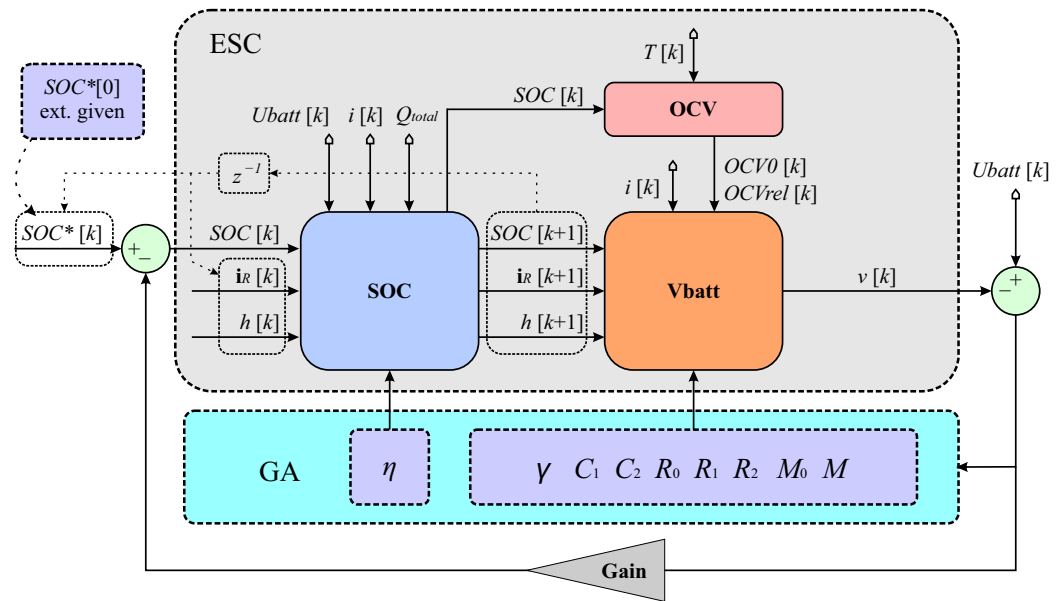 ESC
SOC*[0]
ext. given
T [k]
OCV
SOC [k]
Ubatt [k]
i [k]
Q_total
z⁻¹
i [k]
OCV0 [k]
OCVrel [k]
Ubatt [k]
SOC* [k]
+
−
SOC [k]
i_R [k]
h [k]
SOC
SOC [k+1]
i_R [k+1]
h [k+1]
Vbatt
v [k]
− +
GA
η
γ C₁ C₂ R₀ R₁ R₂ M₀ M
Gain